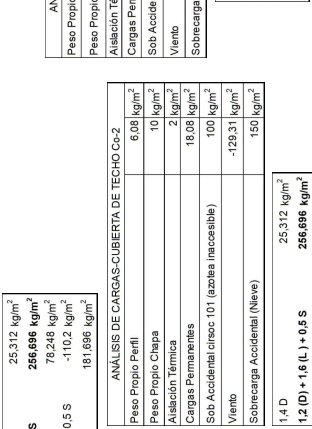 AN
Peso Propio
Peso Propio
Aislación Té
Cargas Per
Sob Accide
Viento
Sobrecarga
ANÁLISIS DE CARGAS-CUBIERTA DE TECHO Co-2
Peso Propio Perfil 6,08 kg/m²
Peso Propio Chapa 10 kg/m²
Aislación Térmica 2 kg/m²
Cargas Permanentes 18,08 kg/m²
Sob Accidental cirsoc 101 (azotea inaccesible) 100 kg/m²
Viento -129,31 kg/m²
Sobrecarga Accidental (Nieve) 150 kg/m²
1,4 D 25,312 kg/m²
1,2 (D) + 1,6 (L ) + 0,5 S 256,696 kg/m²
25,312 kg/m²
S 256,696 kg/m²
78,248 kg/m²
0,5 S -110,2 kg/m²
181,696 kg/m²